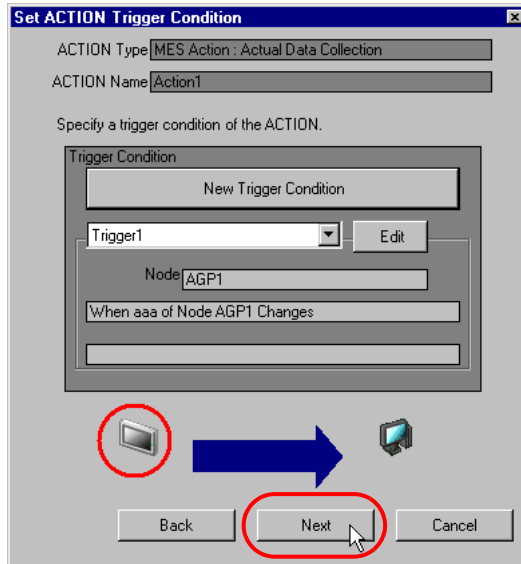 Set ACTION Trigger Condition
ACTION Type MES Action : Actual Data Collection
ACTION Name Action1
Specify a trigger condition of the ACTION.
Trigger Condition
New Trigger Condition
Trigger1 Edit
Node AGP1
When aaa of Node AGP1 Changes
Back Next Cancel